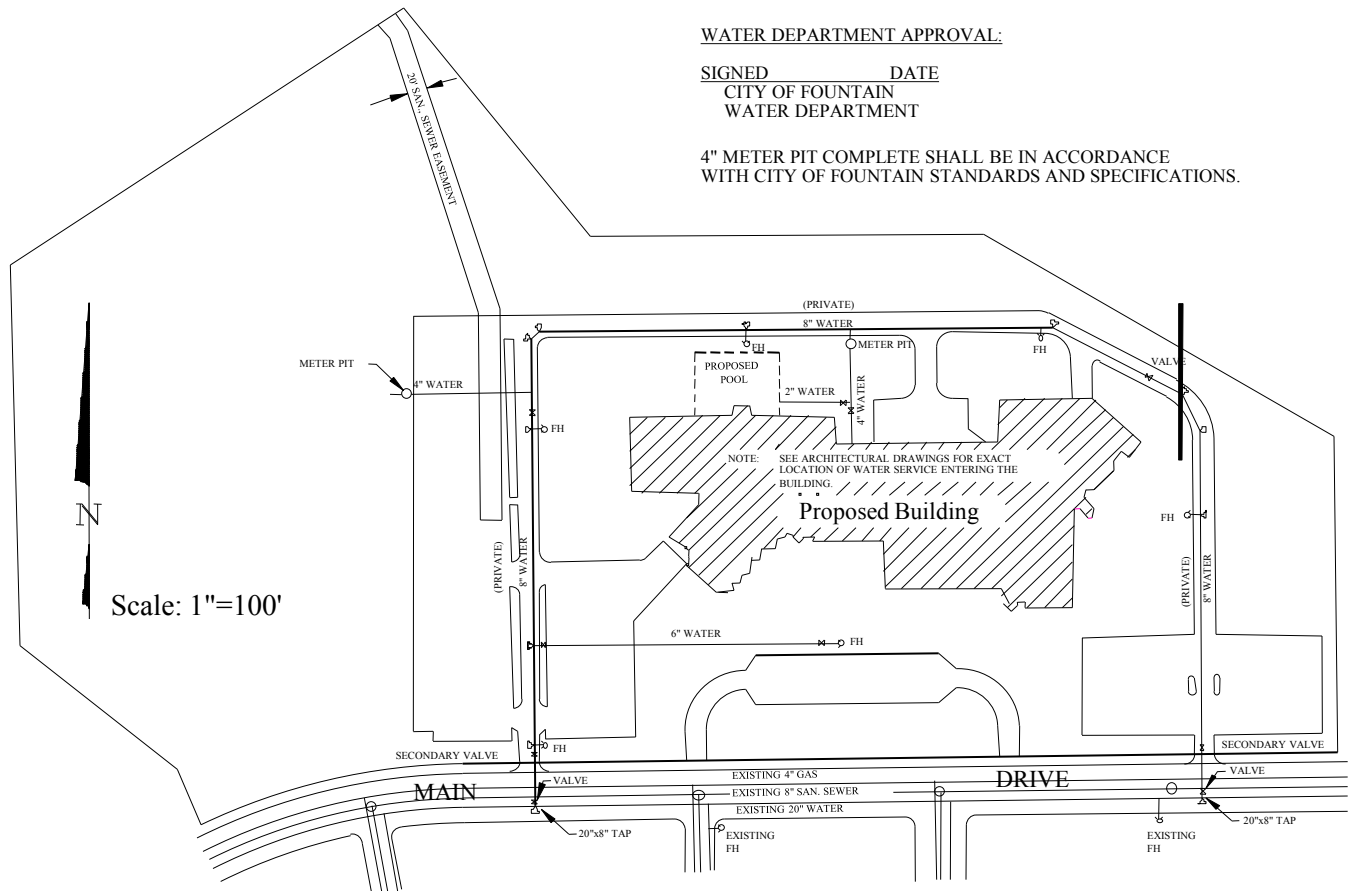 WATER DEPARTMENT APPROVAL:
SIGNED DATE
CITY OF FOUNTAIN
WATER DEPARTMENT
4" METER PIT COMPLETE SHALL BE IN ACCORDANCE
WITH CITY OF FOUNTAIN STANDARDS AND SPECIFICATIONS.
20' SAN., SEWER EASEMENT
(PRIVATE)
8" WATER
METER PIT
4" WATER
FH
METER PIT
FH
VALVE
PROPOSED
POOL
2" WATER
4" WATER
FH
NOTE: SEE ARCHITECTURAL DRAWINGS FOR EXACT
LOCATION OF WATER SERVICE ENTERING THE
BUILDING.
Proposed Building
N
Scale: 1"=100'
(PRIVATE)
8" WATER
FH
(PRIVATE)
8" WATER
6" WATER
FH
FH
SECONDARY VALVE
SECONDARY VALVE
MAIN
DRIVE
EXISTING 4" GAS
EXISTING 8" SAN. SEWER
EXISTING 20" WATER
VALVE
20"x8" TAP
EXISTING
FH
VALVE
20"x8" TAP
EXISTING
FH